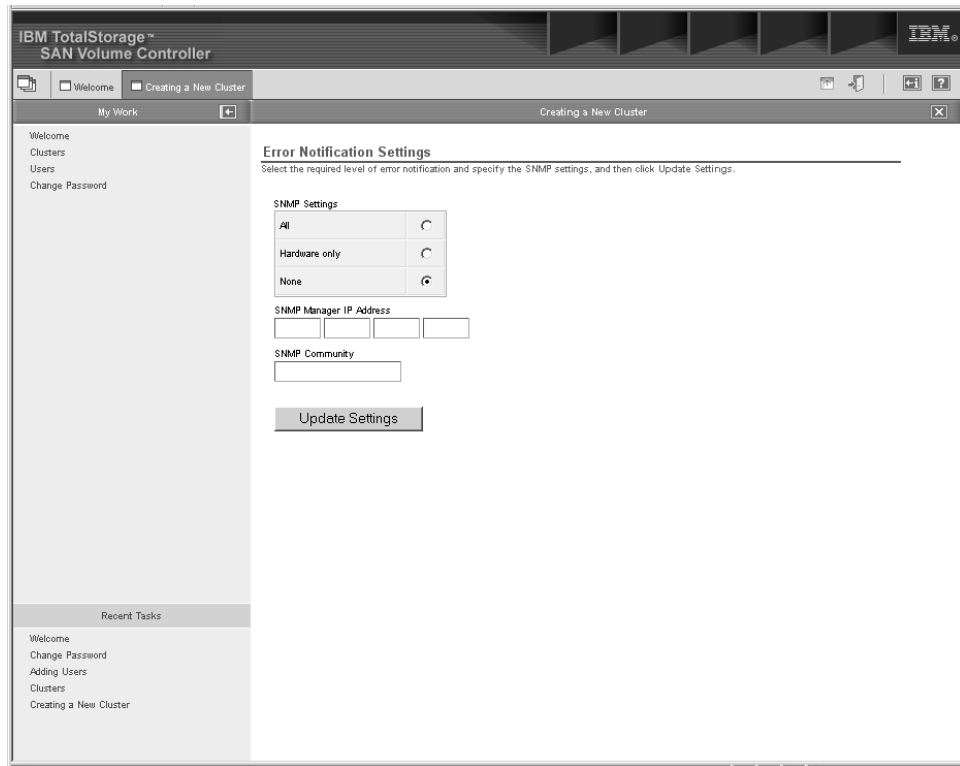 IBM TotalStorage ™
SAN Volume Controller
IBM®
Welcome
Creating a New Cluster
My Work
Creating a New Cluster
Welcome
Clusters
Users
Change Password
Error Notification Settings
Select the required level of error notification and specify the SNMP settings, and then click Update Settings.
SNMP Settings
All
Hardware only
None
SNMP Manager IP Address
SNMP Community
Update Settings
Recent Tasks
Welcome
Change Password
Adding Users
Clusters
Creating a New Cluster